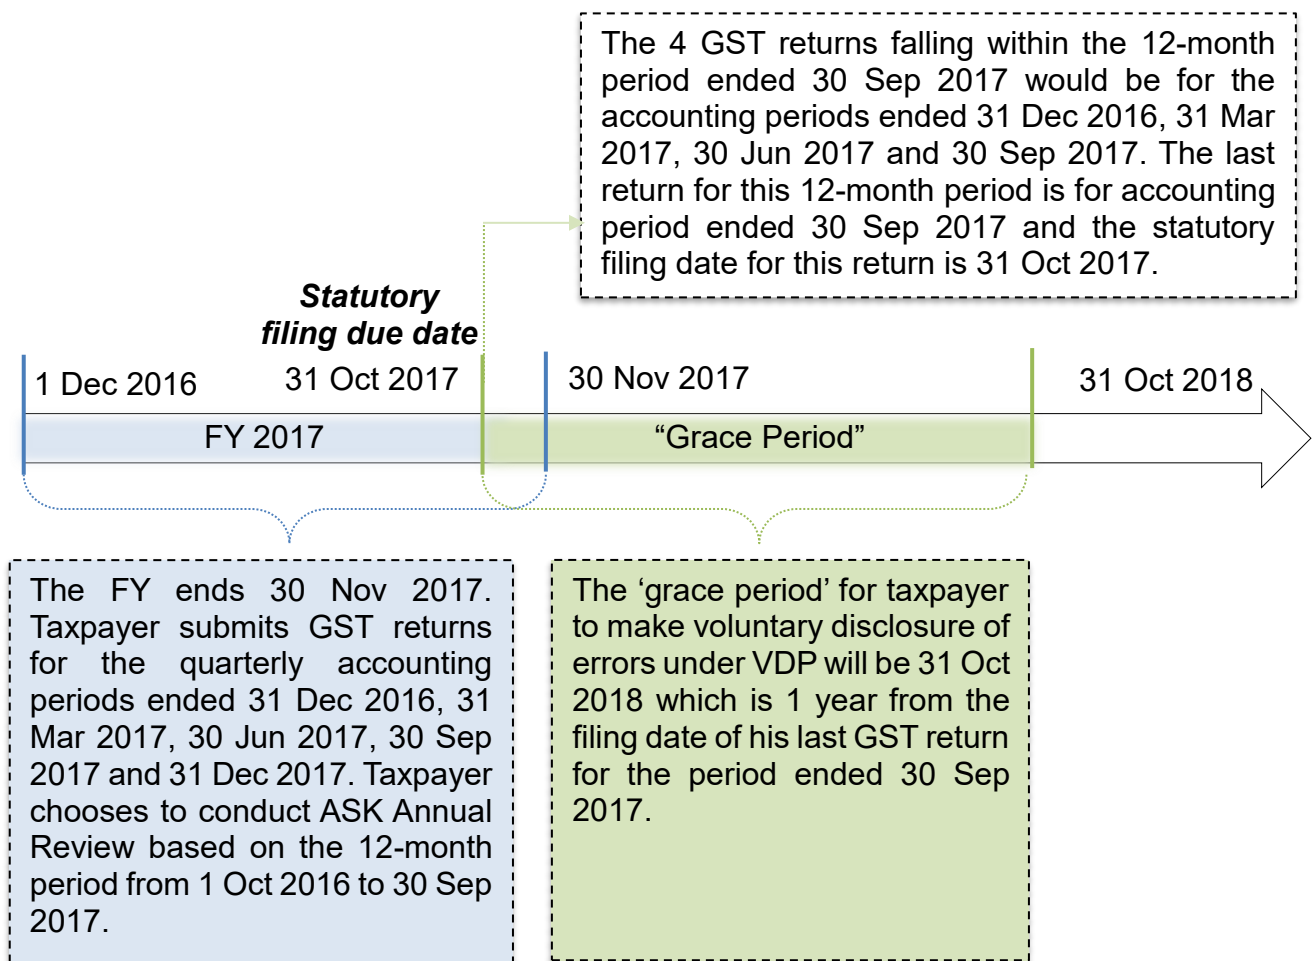 The 4 GST returns falling within the 12-month
period ended 30 Sep 2017 would be for the
accounting periods ended 31 Dec 2016, 31 Mar
2017, 30 Jun 2017 and 30 Sep 2017. The last
return for this 12-month period is for accounting
period ended 30 Sep 2017 and the statutory
filing date for this return is 31 Oct 2017.
Statutory
filing due date
1 Dec 2016
31 Oct 2017
30 Nov 2017
31 Oct 2018
FY 2017
“Grace Period”
The FY ends 30 Nov 2017.
Taxpayer submits GST returns
for the quarterly accounting
periods ended 31 Dec 2016, 31
Mar 2017, 30 Jun 2017, 30 Sep
2017 and 31 Dec 2017. Taxpayer
chooses to conduct ASK Annual
Review based on the 12-month
period from 1 Oct 2016 to 30 Sep
2017.
The ‘grace period’ for taxpayer
to make voluntary disclosure of
errors under VDP will be 31 Oct
2018 which is 1 year from the
filing date of his last GST return
for the period ended 30 Sep
2017.